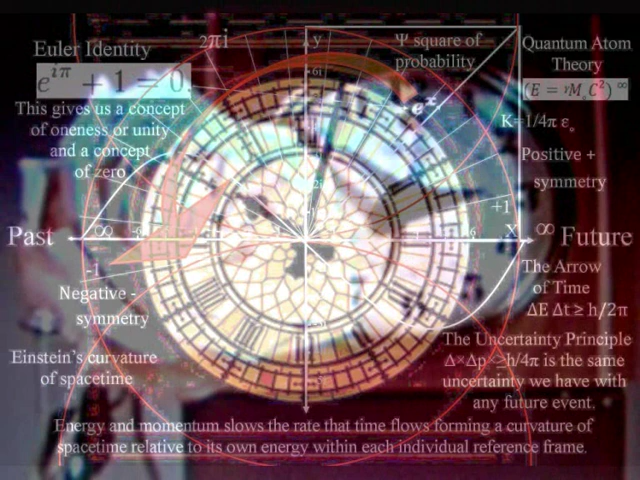 Euler Identity
e^iπ + 1 = 0.
This gives us a concept
of oneness or unity
and a concept
of zero
2πi
y
Ψ square of
probability
e^x
Quantum Atom
Theory
(E = ɤM˳C²) ∞
K=1/4π ε˳
Positive +
symmetry
+1
Past
∞
X
∞ Future
-1
Negative -
symmetry
Einstein's curvature
of spacetime
The Arrow
of Time
ΔE Δt ≥ h/2π
The Uncertainty Principle
Δ×Δp<>h/4π is the same
uncertainty we have with
any future event.
Energy and momentum slows the rate that time flows forming a curvature of
spacetime relative to its own energy within each individual reference frame.